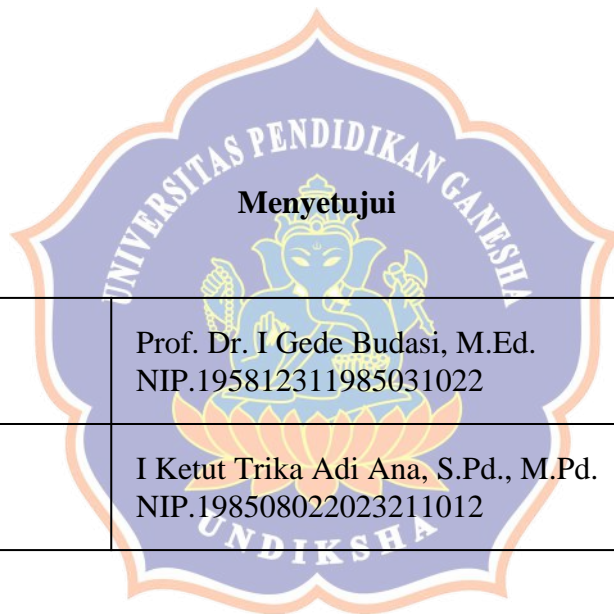 UNIVERSITAS PENDIDIKAN GANESHA
Menyetujui
Prof. Dr. I Gede Budasi, M.Ed.
NIP.195812311985031022
I Ketut Trika Adi Ana, S.Pd., M.Pd.
NIP.198508022023211012
UNDIKSHA